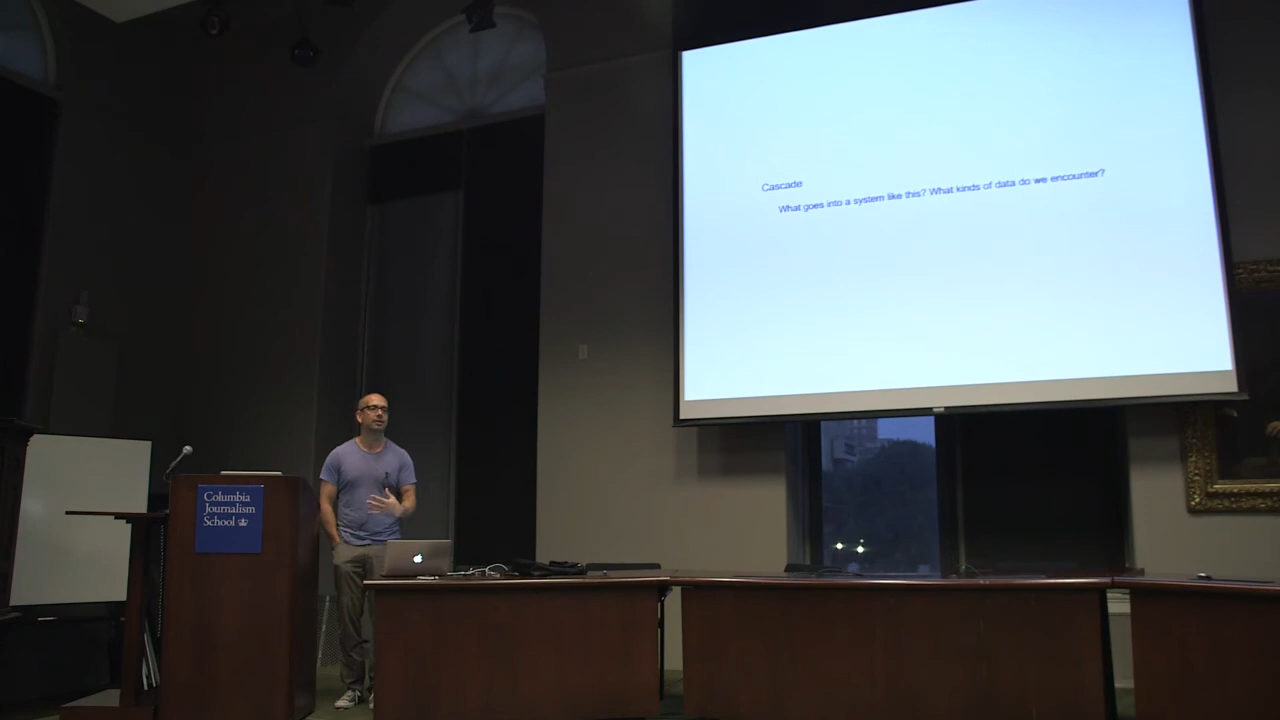 Cascade
What goes into a system like this? What kinds of data do we encounter?
Columbia
Journalism
School